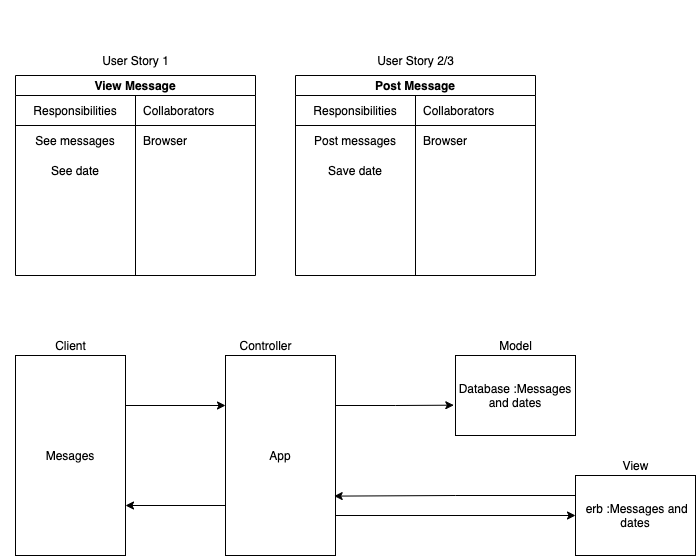 User Story 1
User Story 2/3
View Message
Post Message
Responsibilities
Collaborators
Responsibilities
Collaborators
See messages
Browser
Post messages
Browser
See date
Save date
Client
Controller
Model
Mesages
App
Database :Messages
and dates
View
erb :Messages and
dates